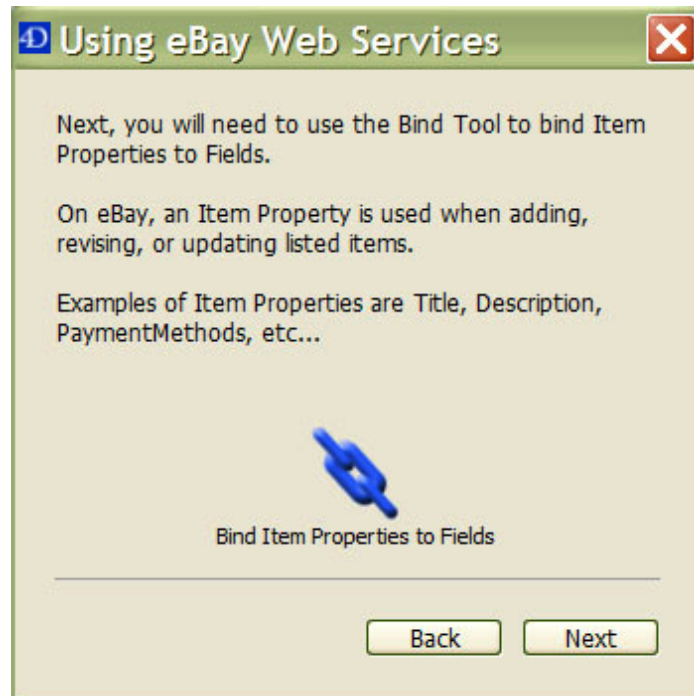 4D Using eBay Web Services
Next, you will need to use the Bind Tool to bind Item
Properties to Fields.
On eBay, an Item Property is used when adding,
revising, or updating listed items.
Examples of Item Properties are Title, Description,
PaymentMethods, etc...
Bind Item Properties to Fields
Back Next